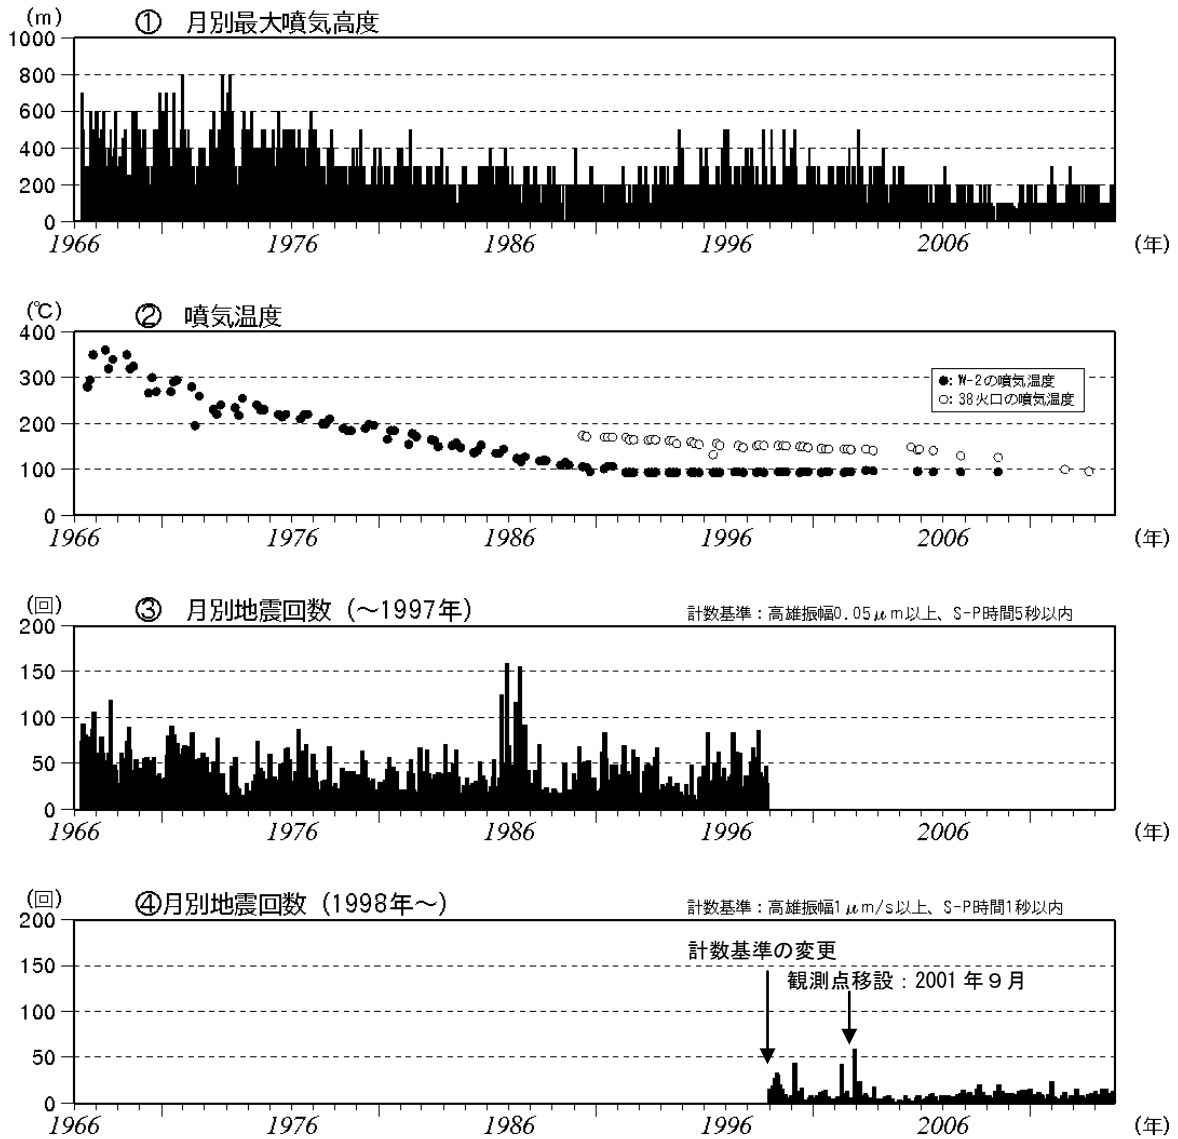 (m)
① 月別最大噴気高度
1000
800
600
400
200
0
1966 1976 1986 1996 2006 (年)
(℃)
② 噴気温度
400
300
200
100
0
●: W-2の噴気温度
○: 38火口の噴気温度
1966 1976 1986 1996 2006 (年)
(回)
③ 月別地震回数 (～1997年)
計数基準：高雄振幅0.05μm以上、S-P時間5秒以内
200
150
100
50
0
1966 1976 1986 1996 2006 (年)
(回)
④月別地震回数 (1998年～)
計数基準：高雄振幅1μm/s以上、S-P時間1秒以内
200
150
100
50
0
計数基準の変更
観測点移設：2001年9月
1966 1976 1986 1996 2006 (年)